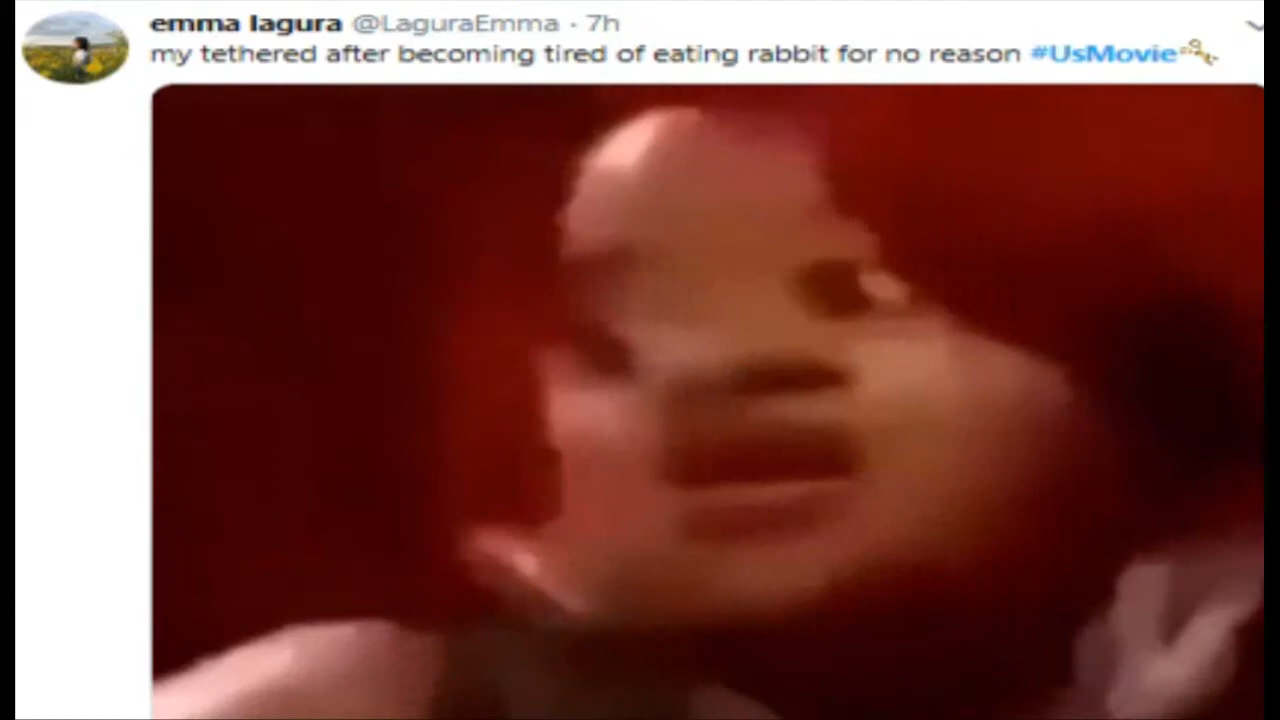 emma lagura @LaguraEmma · 7h
my tethered after becoming tired of eating rabbit for no reason #UsMovie